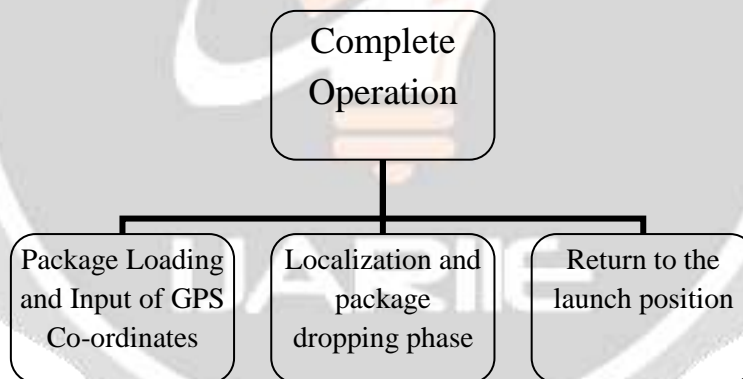 Complete
Operation
Package Loading
and Input of GPS
Co-ordinates
Localization and
package
dropping phase
Return to the
launch position
IJARIIE